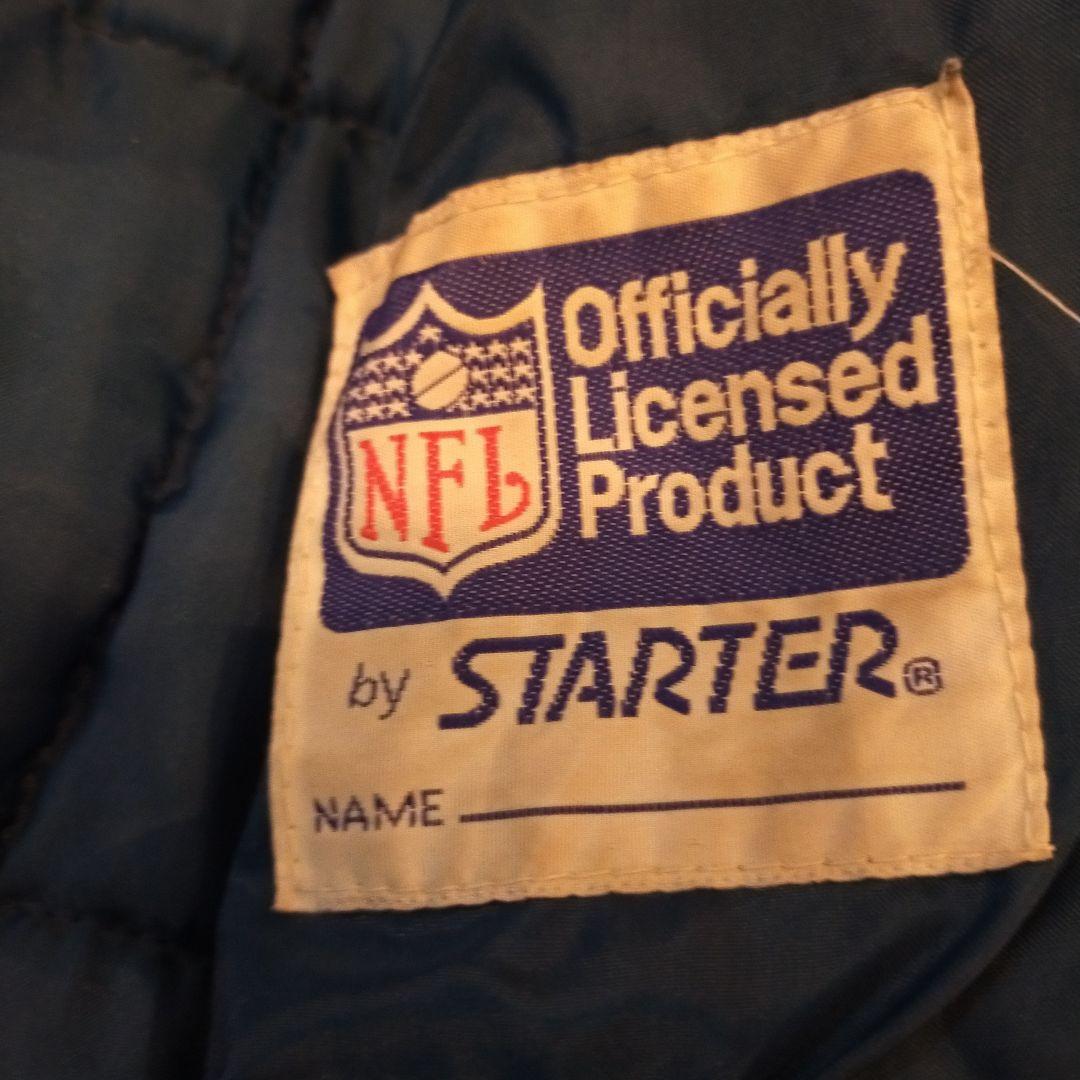 NFL
Officially
Licensed
Product
by STARTER®
NAME